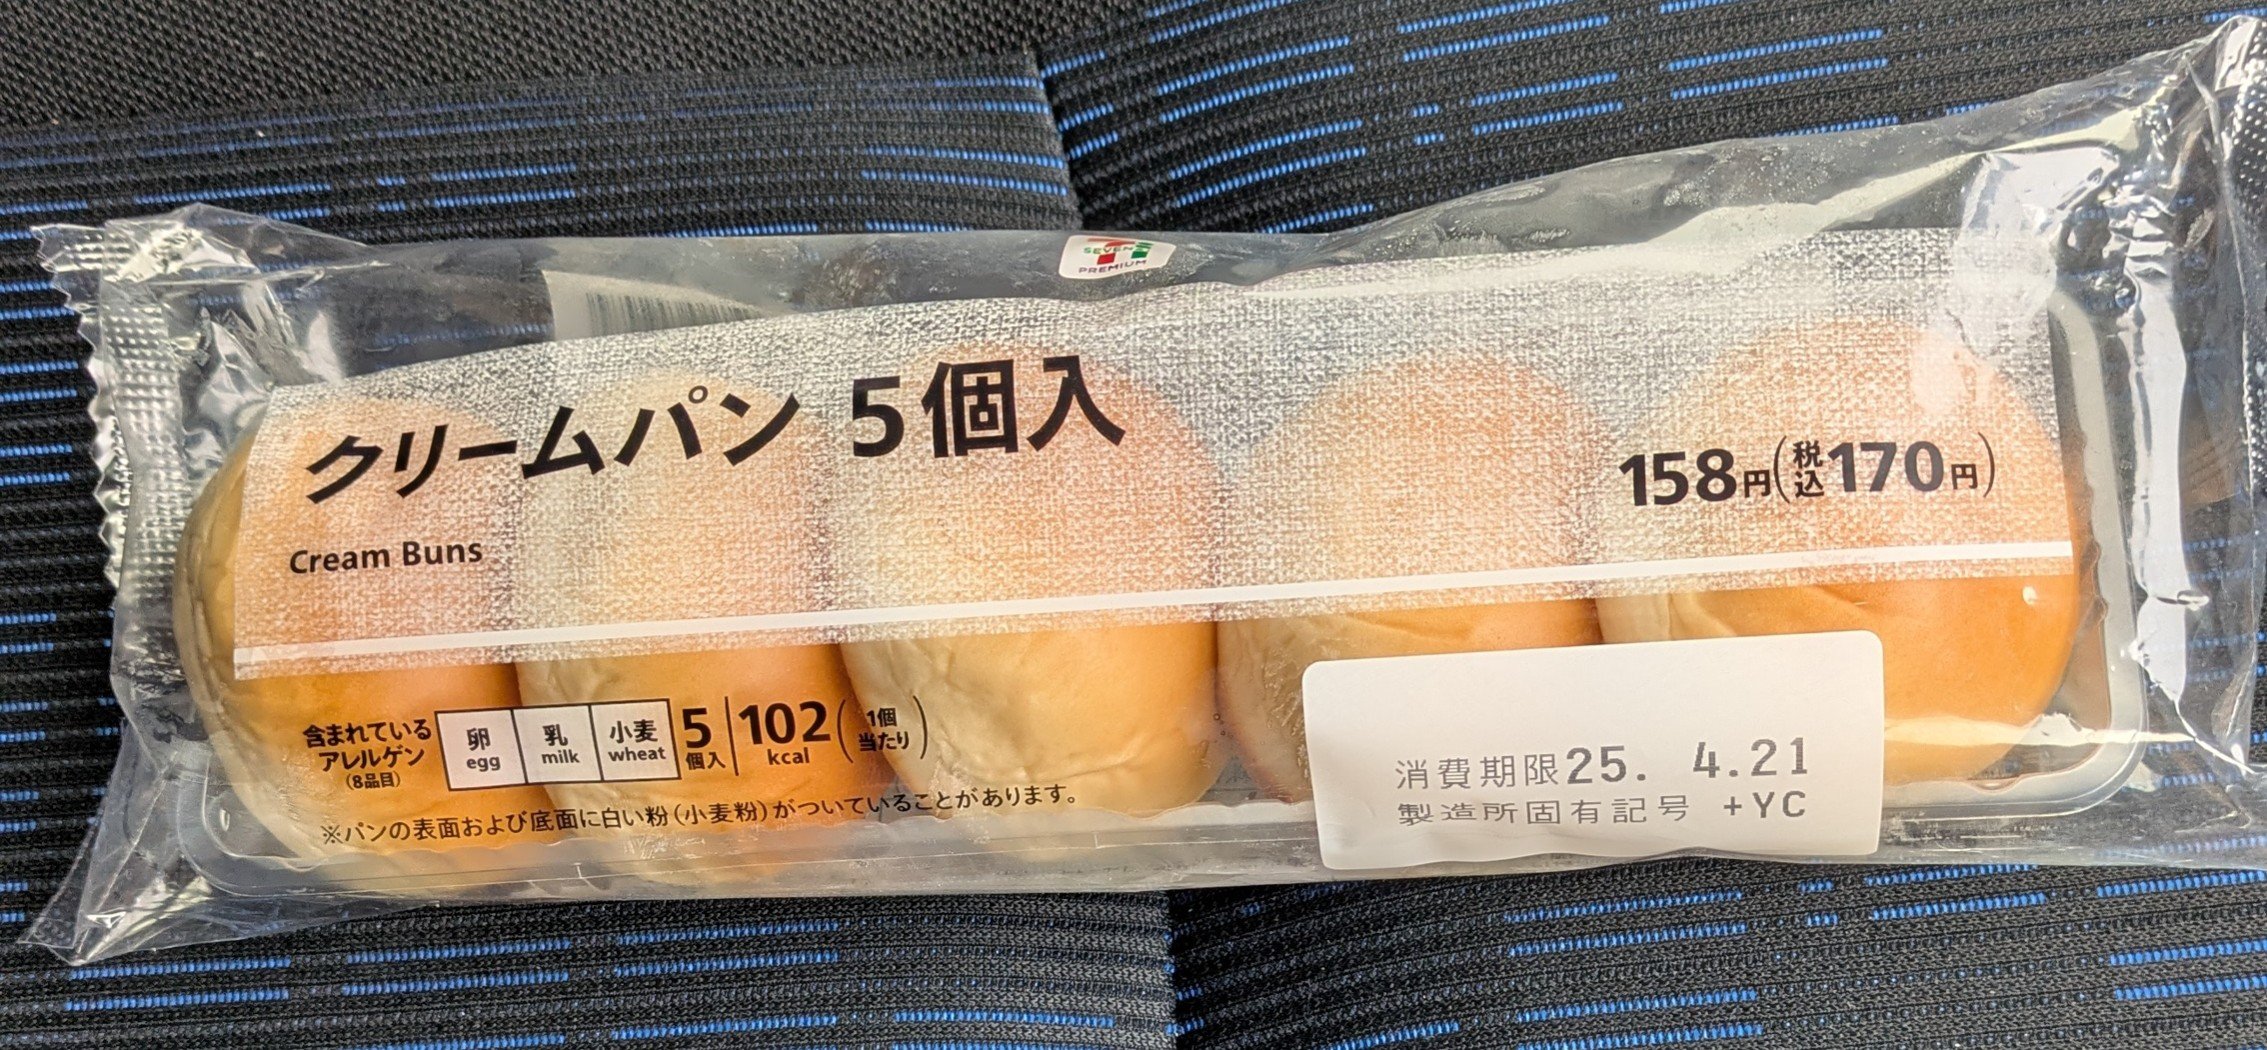 SEVEN
PREMIUM
クリームパン 5個入
Cream Buns
158円(税込170円)
含まれている
アレルゲン
(8品目)
卵
egg
乳
milk
小麦
wheat
5
個入
102
kcal
(1個
当たり)
※パンの表面および底面に白い粉(小麦粉)がついていることがあります。
消費期限25. 4.21
製造所固有記号 +YC